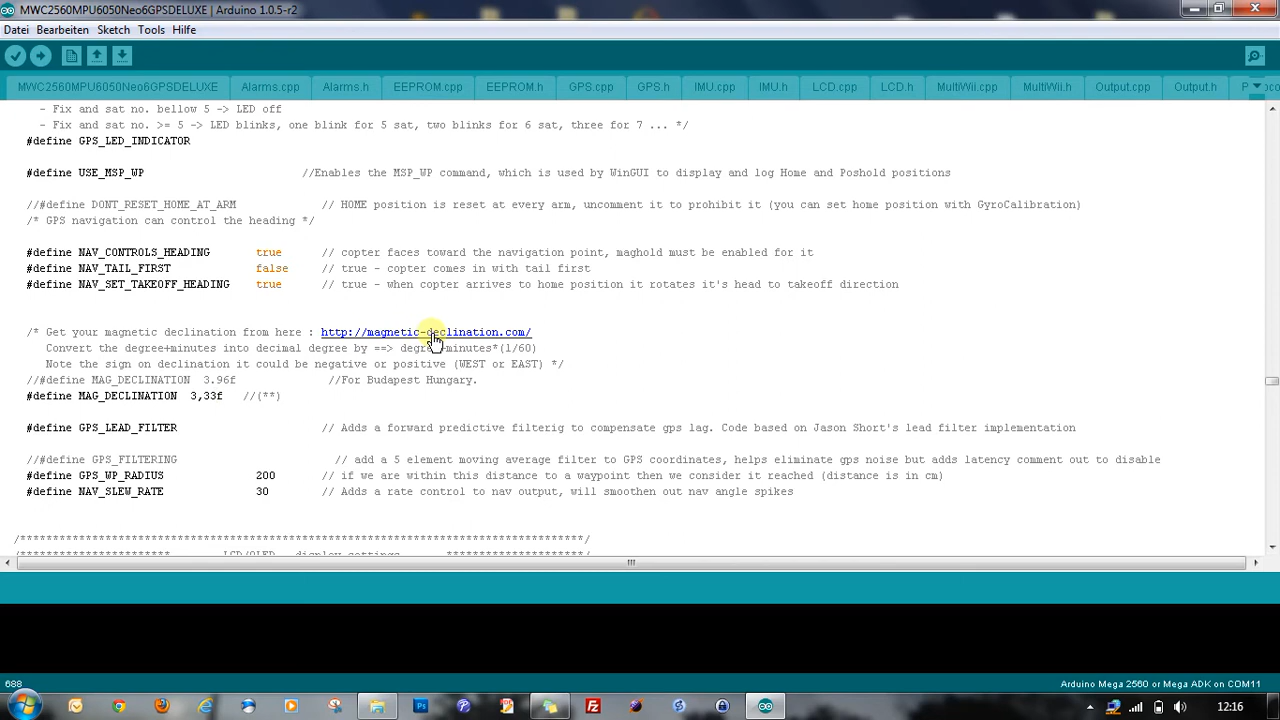 MWC2560MPU6050Neo6GPSDELUXE | Arduino 1.0.5-r2
Datei Bearbeiten Sketch Tools Hilfe
MWC2560MPU6050Neo6GPSDELUXE Alarms.cpp Alarms.h EEPROM.cpp EEPROM.h GPS.cpp GPS.h IMU.cpp IMU.h LCD.cpp LCD.h MultiWii.cpp MultiWii.h Output.cpp Output.h
- Fix and sat no. bellow 5 -> LED off
- Fix and sat no. >= 5 -> LED blinks, one blink for 5 sat, two blinks for 6 sat, three for 7 ... */
#define GPS_LED_INDICATOR
#define USE_MSP_WP //Enables the MSP_WP command, which is used by WinGUI to display and log Home and Poshold positions
//#define DONT_RESET_HOME_AT_ARM // HOME position is reset at every arm, uncomment it to prohibit it (you can set home position with GyroCalibration)
/* GPS navigation can control the heading */
#define NAV_CONTROLS_HEADING true // copter faces toward the navigation point, maghold must be enabled for it
#define NAV_TAIL_FIRST false // true - copter comes in with tail first
#define NAV_SET_TAKEOFF_HEADING true // true - when copter arrives to home position it rotates it's head to takeoff direction
/* Get your magnetic declination from here : http://magnetic-declination.com/
Convert the degree+minutes into decimal degree by ==> degree+minutes*(1/60)
Note the sign on declination it could be negative or positive (WEST or EAST) */
//#define MAG_DECLINATION 3.96f //For Budapest Hungary.
#define MAG_DECLINATION 3,33f //(**)
#define GPS_LEAD_FILTER // Adds a forward predictive filterig to compensate gps lag. Code based on Jason Short's lead filter implementation
//#define GPS_FILTERING // add a 5 element moving average filter to GPS coordinates, helps eliminate gps noise but adds latency comment out to disable
#define GPS_WP_RADIUS 200 // if we are within this distance to a waypoint then we consider it reached (distance is in cm)
#define NAV_SLEW_RATE 30 // Adds a rate control to nav output, will smoothen out nav angle spikes
/***************************************************************************************/
/*********************** LCD/OLED - display settings *********************/
688
Arduino Mega 2560 or Mega ADK on COM11
12:16